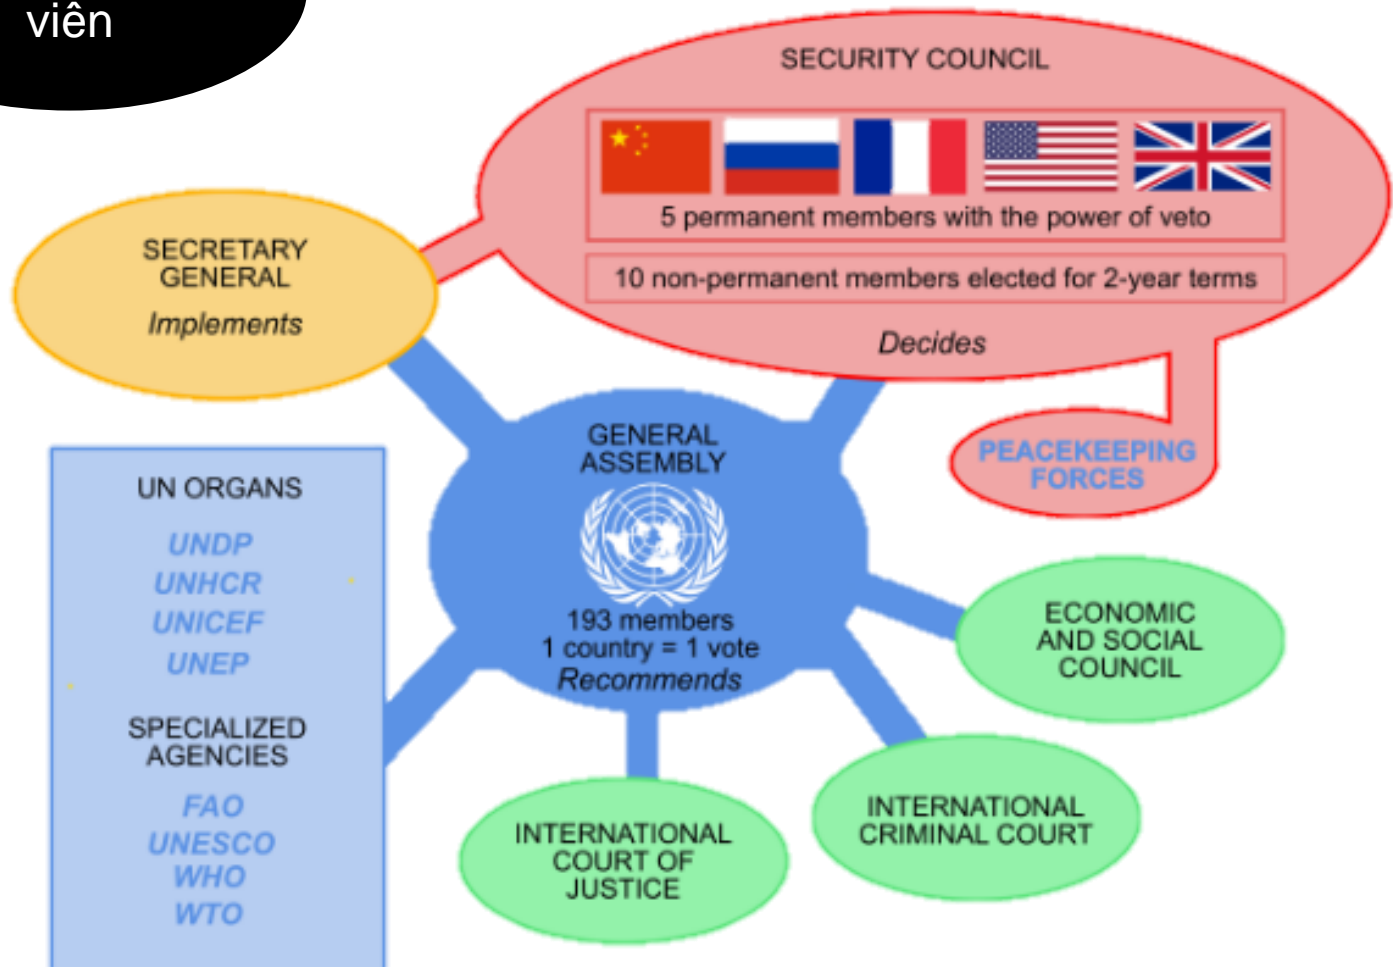 viên
SECURITY COUNCIL
5 permanent members with the power of veto
10 non-permanent members elected for 2-year terms
Decides
SECRETARY
GENERAL
Implements
GENERAL
ASSEMBLY
193 members
1 country = 1 vote
Recommends
PEACEKEEPING
FORCES
UN ORGANS
UNDP
UNHCR
UNICEF
UNEP
SPECIALIZED
AGENCIES
FAO
UNESCO
WHO
WTO
ECONOMIC
AND SOCIAL
COUNCIL
INTERNATIONAL
CRIMINAL COURT
INTERNATIONAL
COURT OF
JUSTICE